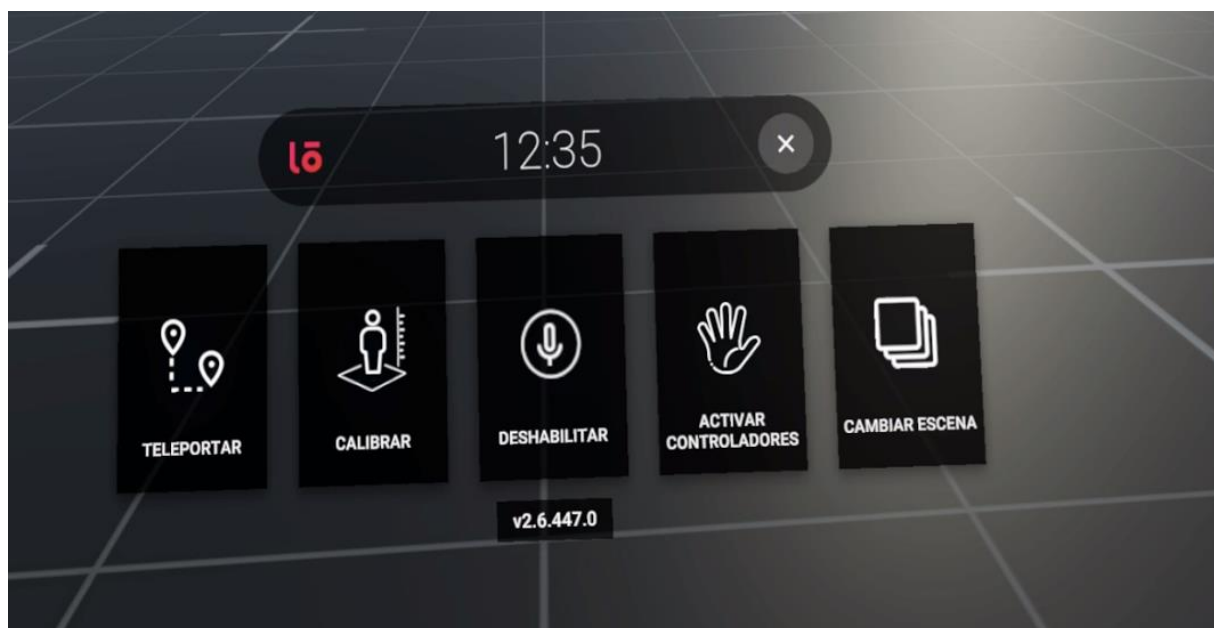 lō
12:35
TELEPORTAR
CALIBRAR
DESHABILITAR
ACTIVAR
CONTROLADORES
CAMBIAR ESCENA
v2.6.447.0